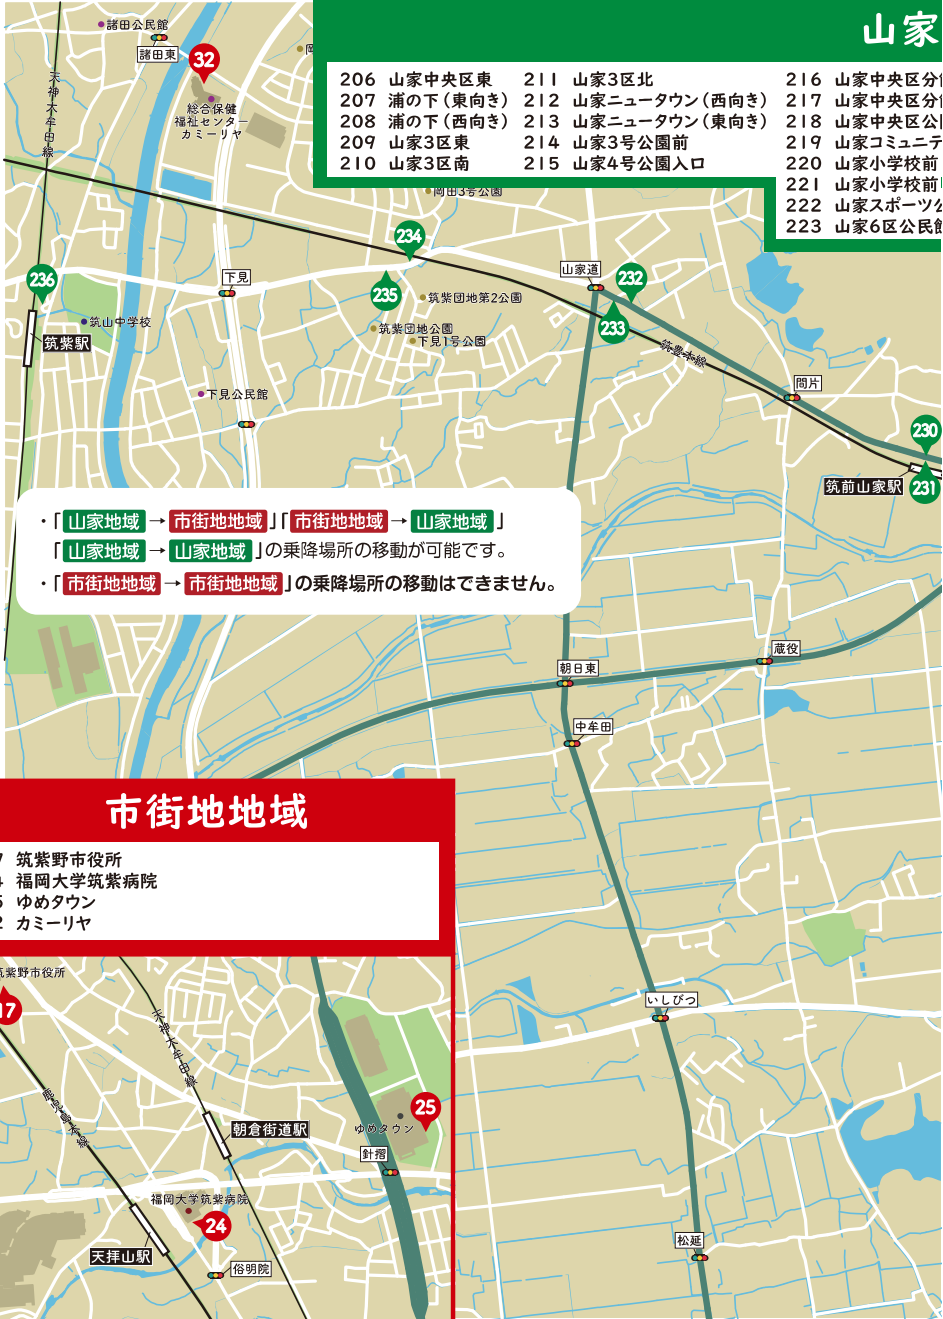 諸田公民館
諸田東
32
総合保健
福祉センター
カミーリヤ
天神大牟田線
山家
206 山家中央区東
207 浦の下（東向き）
208 浦の下（西向き）
209 山家3区東
210 山家3区南
211 山家3区北
212 山家ニュータウン（西向き）
213 山家ニュータウン（東向き）
214 山家3号公園前
215 山家4号公園入口
216 山家中央区分
217 山家中央区分
218 山家中央区公
219 山家コミュニテ
220 山家小学校前
221 山家小学校前
222 山家スポーツ
223 山家6区公民
岡田3号公園
234
235
236
下見
山家道
232
233
筑紫団地第2公園
筑山中学校
筑紫駅
筑紫団地公園
下見1号公園
筑豊本線
間片
下見公民館
230
231
筑前山家駅
・「山家地域→市街地地域」「市街地地域→山家地域」
「山家地域→山家地域」の乗降場所の移動が可能です。
・「市街地地域→市街地地域」の乗降場所の移動はできません。
蔵役
朝日東
中牟田
市街地地域
筑紫野市役所
福岡大学筑紫病院
ゆめタウン
カミーリヤ
紫野市役所
17
天神大牟田線
鹿児島本線
いしびつ
朝倉街道駅
ゆめタウン
25
針摺
福岡大学筑紫病院
24
天拝山駅
俗明院
松延